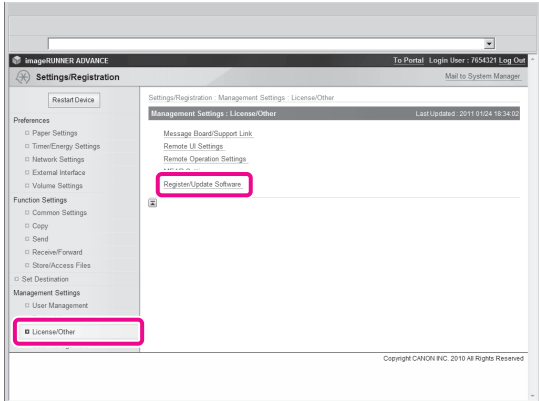 imageRUNNER ADVANCE
To Portal Login User : 7654321 Log Out
Settings/Registration
Mail to System Manager
Restart Device
Settings/Registration : Management Settings : License/Other
Management Settings : License/Other
Last Updated : 2011 01/24 18:34:02
Preferences
Paper Settings
Timer/Energy Settings
Network Settings
External Interface
Volume Settings
Message Board/Support Link
Remote UI Settings
Remote Operation Settings
Register/Update Software
Function Settings
Common Settings
Copy
Send
Receive/Forward
Store/Access Files
Set Destination
Management Settings
User Management
License/Other
Copyright CANON INC. 2010 All Rights Reserved